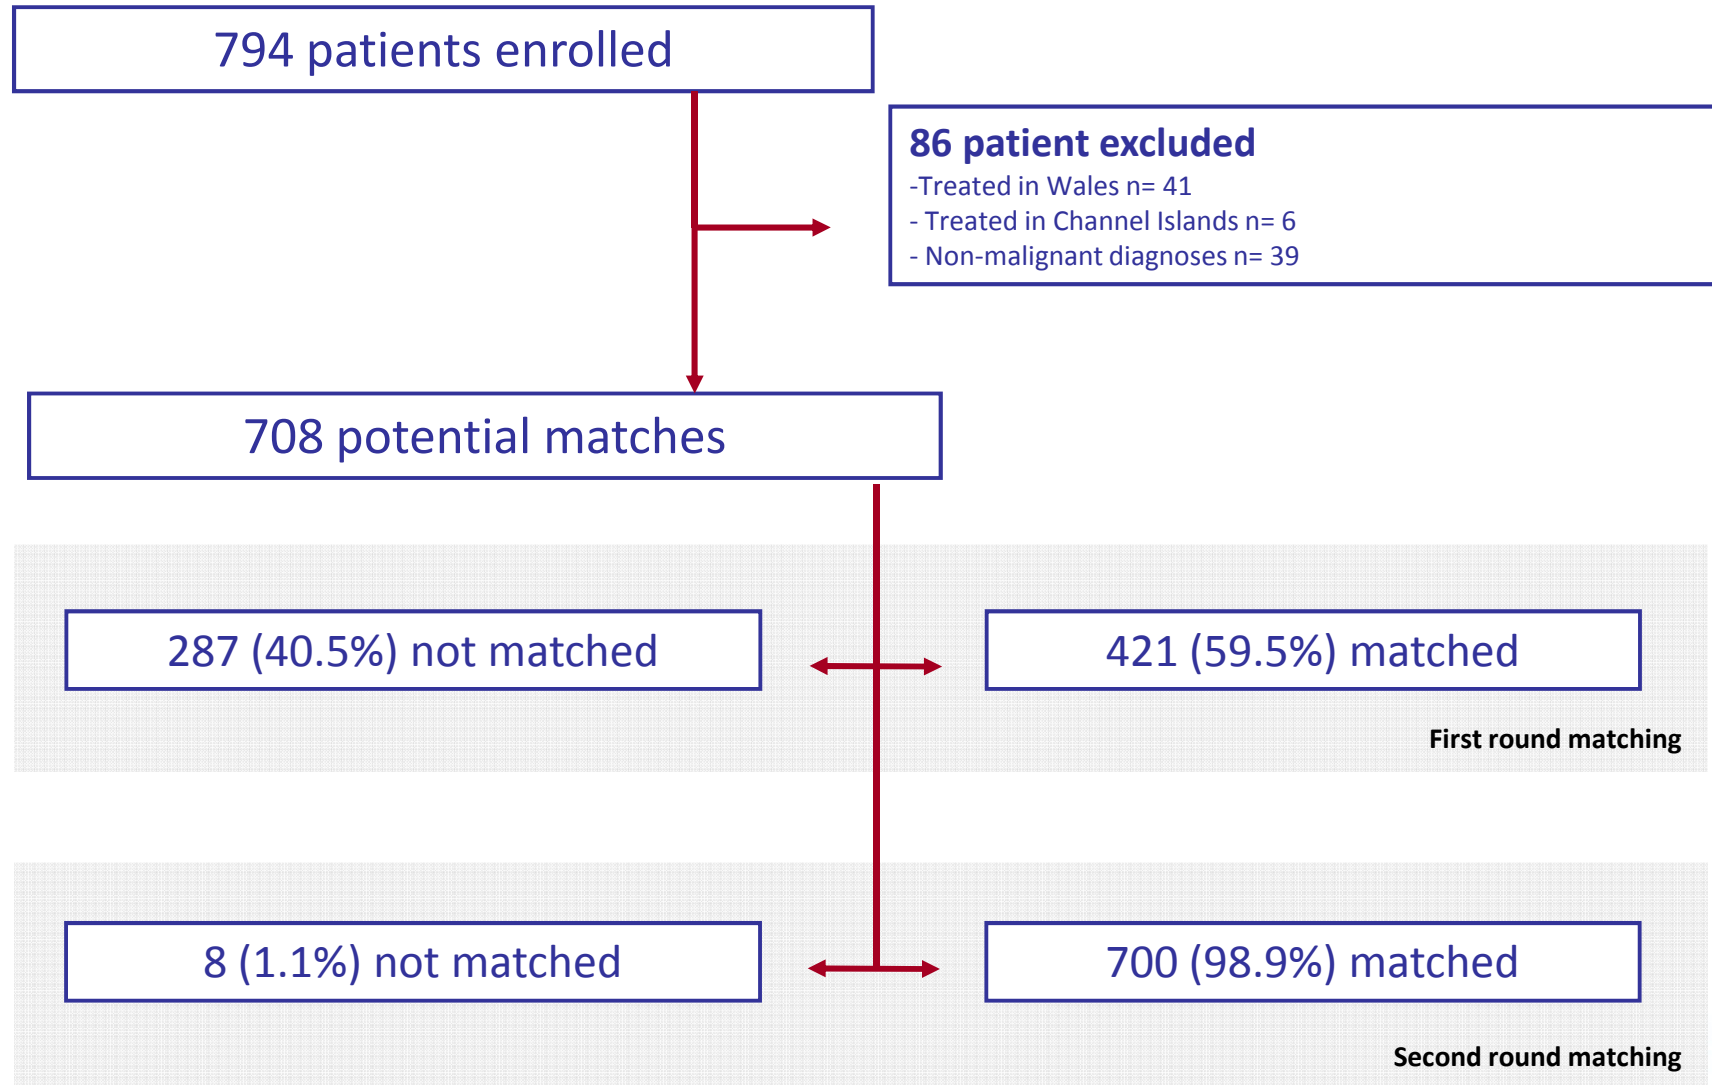 794 patients enrolled
86 patient excluded
-Treated in Wales n= 41
- Treated in Channel Islands n= 6
- Non-malignant diagnoses n= 39
708 potential matches
287 (40.5%) not matched
421 (59.5%) matched
First round matching
8 (1.1%) not matched
700 (98.9%) matched
Second round matching